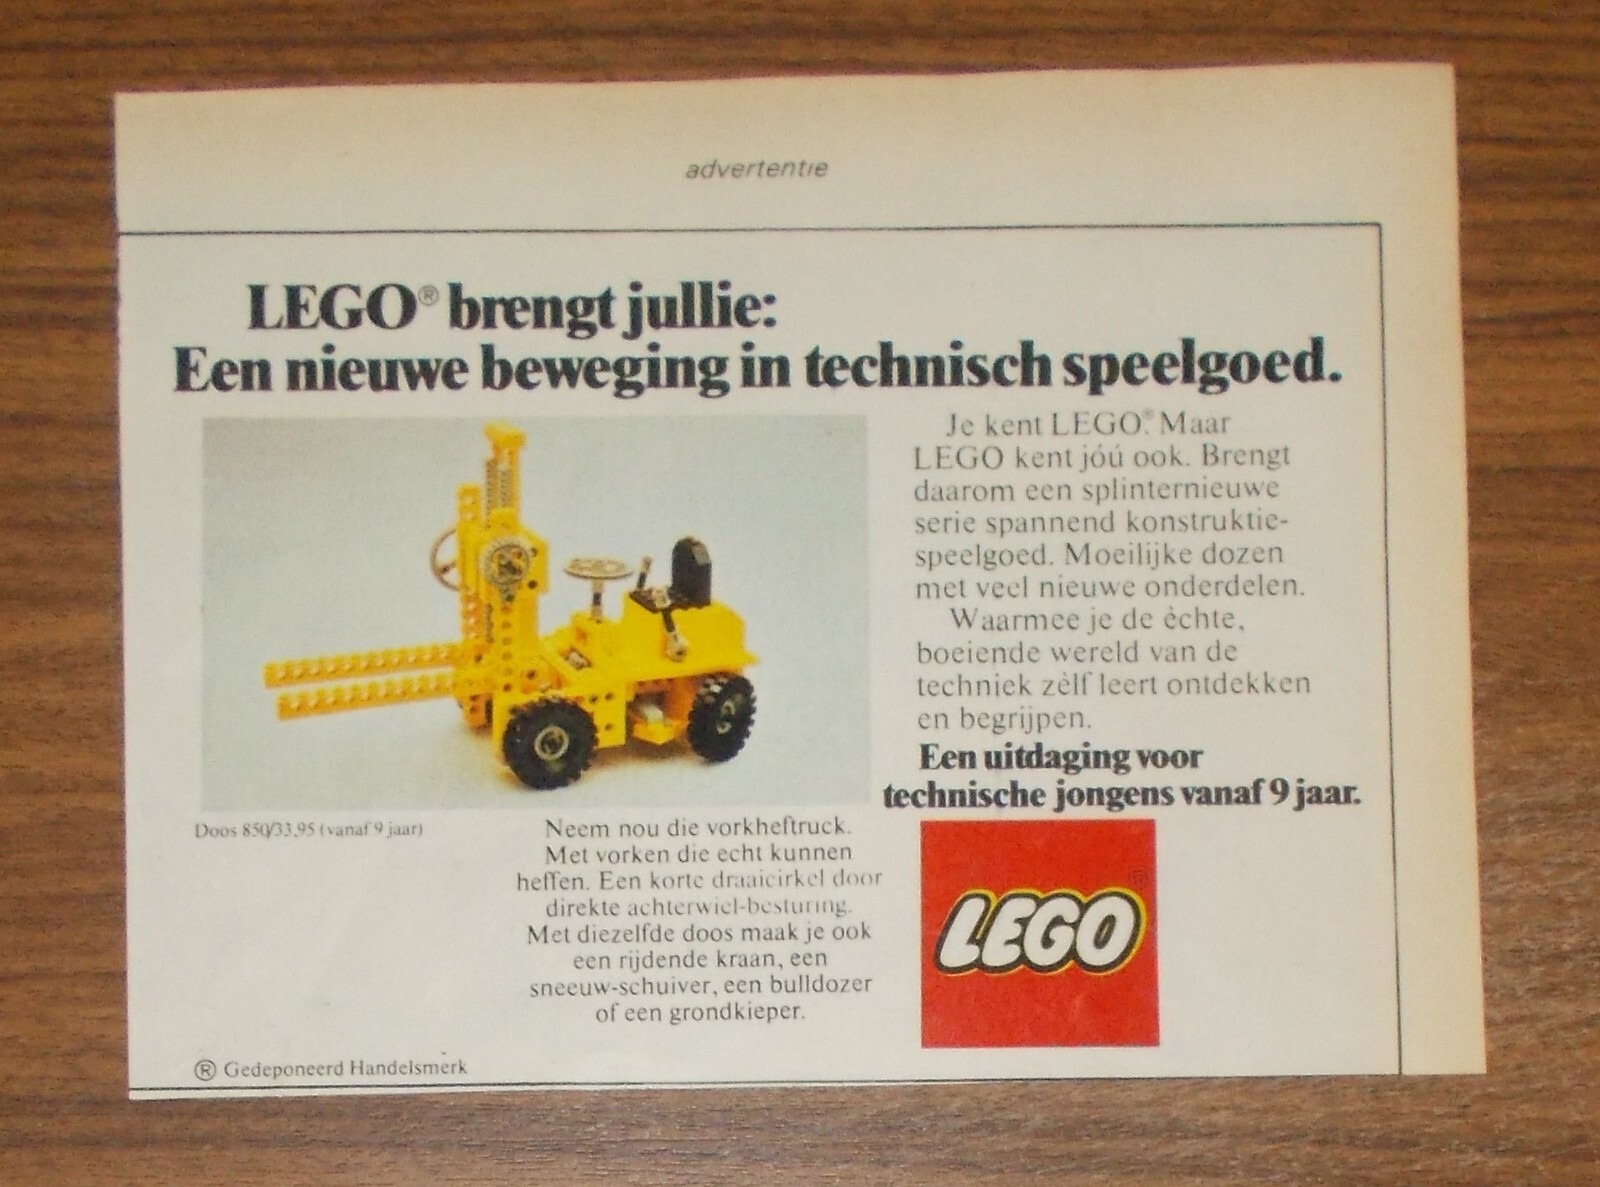 advertentie
LEGO® brengt jullie:
Een nieuwe beweging in technisch speelgoed.
Je kent LEGO®. Maar
LEGO kent jóú ook. Brengt
daarom een splinternieuwe
serie spannend konstruktie-
speelgoed. Moeilijke dozen
met veel nieuwe onderdelen.
Waarmee je de èchte,
boeiende wereld van de
techniek zèlf leert ontdekken
en begrijpen.
Een uitdaging voor
technische jongens vanaf 9 jaar.
Doos 850/33,95 (vanaf 9 jaar)
Neem nou die vorkheftruck.
Met vorken die echt kunnen
heffen. Een korte draaicirkel door
direkte achterwiel-besturing.
Met diezelfde doos maak je ook
een rijdende kraan, een
sneeuw-schuiver, een bulldozer
of een grondkieper.
LEGO®
® Gedeponeerd Handelsmerk